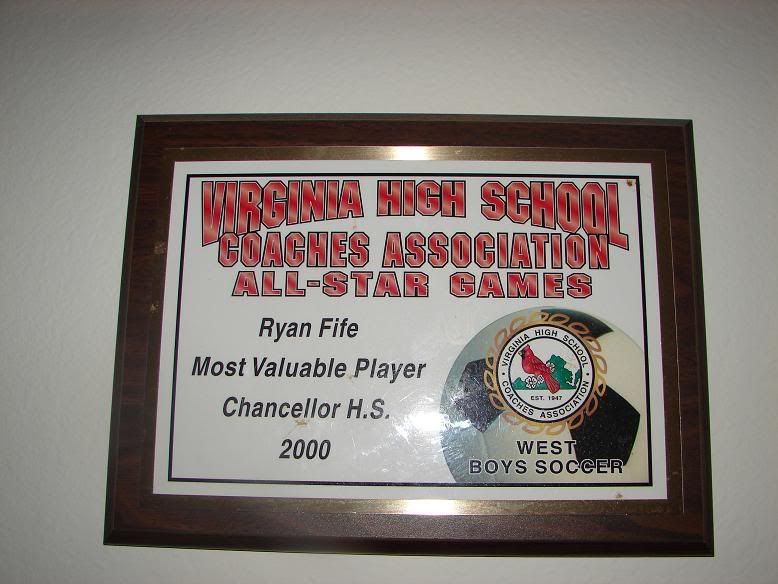 VIRGINIA HIGH SCHOOL
COACHES ASSOCIATION
ALL-STAR GAMES
Ryan Fife
Most Valuable Player
Chancellor H.S.
2000
VIRGINIA HIGH SCHOOL
EST. 1947
COACHES ASSOCIATION
WEST
BOYS SOCCER